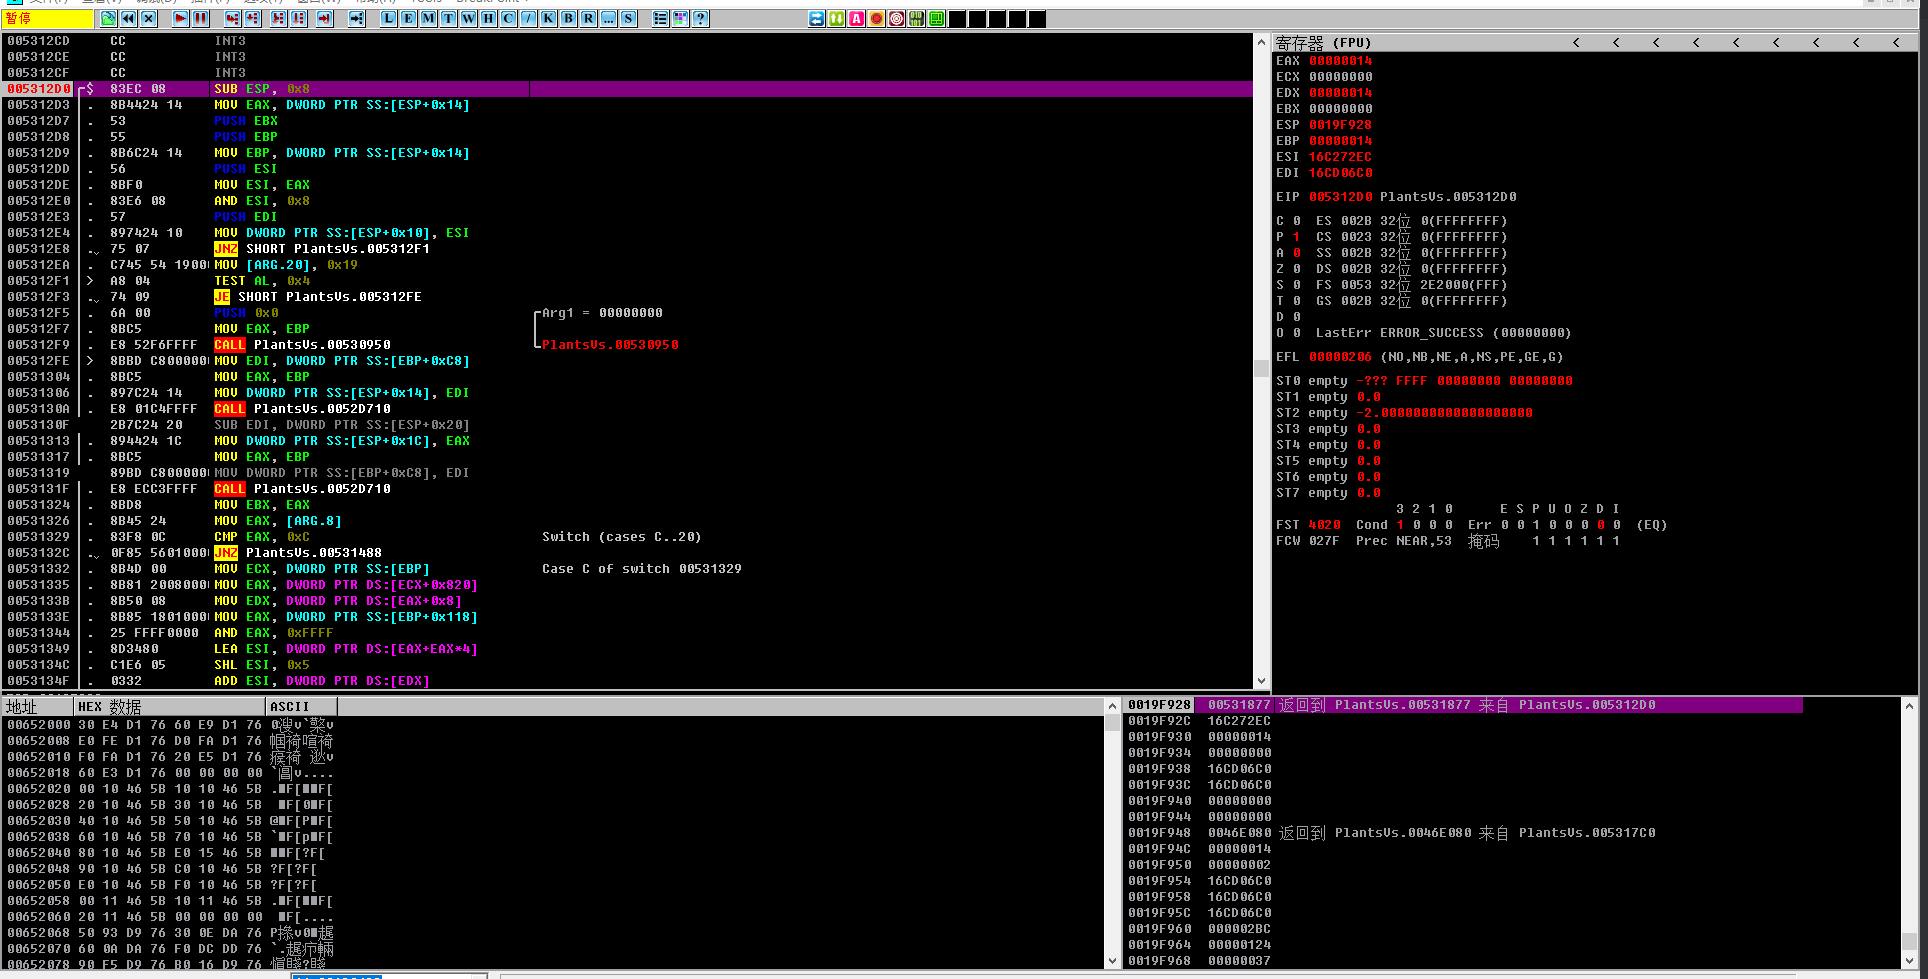 暂停
L E M T W H C / K B R ... S
005312CD CC INT3
005312CE CC INT3
005312CF CC INT3
005312D0 $ 83EC 08 SUB ESP, 0x8
005312D3 . 8B4424 14 MOV EAX, DWORD PTR SS:[ESP+0x14]
005312D7 . 53 PUSH EBX
005312D8 . 55 PUSH EBP
005312D9 . 8B6C24 14 MOV EBP, DWORD PTR SS:[ESP+0x14]
005312DD . 56 PUSH ESI
005312DE . 8BF0 MOV ESI, EAX
005312E0 . 83E6 08 AND ESI, 0x8
005312E3 . 57 PUSH EDI
005312E4 . 897424 10 MOV DWORD PTR SS:[ESP+0x10], ESI
005312E8 . 75 07 JNZ SHORT PlantsVs.005312F1
005312EA . C745 54 1900 MOV [ARG.20], 0x19
005312F1 > A8 04 TEST AL, 0x4
005312F3 . 74 09 JE SHORT PlantsVs.005312FE
005312F5 . 6A 00 PUSH 0x0 Arg1 = 00000000
005312F7 . 8BC5 MOV EAX, EBP
005312F9 . E8 52F6FFFF CALL PlantsVs.00530950 PlantsVs.00530950
005312FE > 8BBD C8000000 MOV EDI, DWORD PTR SS:[EBP+0xC8]
00531304 . 8BC5 MOV EAX, EBP
00531306 . 897C24 14 MOV DWORD PTR SS:[ESP+0x14], EDI
0053130A . E8 01C4FFFF CALL PlantsVs.0052D710
0053130F 2B7C24 20 SUB EDI, DWORD PTR SS:[ESP+0x20]
00531313 . 894424 1C MOV DWORD PTR SS:[ESP+0x1C], EAX
00531317 . 8BC5 MOV EAX, EBP
00531319 89BD C8000000 MOV DWORD PTR SS:[EBP+0xC8], EDI
0053131F . E8 ECC3FFFF CALL PlantsVs.0052D710
00531324 . 8BD8 MOV EBX, EAX
00531326 . 8B45 24 MOV EAX, [ARG.8]
00531329 . 83F8 0C CMP EAX, 0xC Switch (cases C..20)
0053132C . 0F85 56010000 JNZ PlantsVs.00531488
00531332 . 8B4D 00 MOV ECX, DWORD PTR SS:[EBP] Case C of switch 00531329
00531335 . 8B81 20080000 MOV EAX, DWORD PTR DS:[ECX+0x820]
0053133B . 8B50 08 MOV EDX, DWORD PTR DS:[EAX+0x8]
0053133E . 8B85 18010000 MOV EAX, DWORD PTR SS:[EBP+0x118]
00531344 . 25 FFFF0000 AND EAX, 0xFFFF
00531349 . 8D3480 LEA ESI, DWORD PTR DS:[EAX+EAX*4]
0053134C . C1E6 05 SHL ESI, 0x5
0053134F . 0332 ADD ESI, DWORD PTR DS:[EDX]
寄存器 (FPU) < < < < < < < < <
EAX 00000014
ECX 00000000
EDX 00000014
EBX 00000000
ESP 0019F928
EBP 00000014
ESI 16C272EC
EDI 16CD06C0
EIP 005312D0 PlantsVs.005312D0
C 0 ES 002B 32位 0(FFFFFFFF)
P 1 CS 0023 32位 0(FFFFFFFF)
A 0 SS 002B 32位 0(FFFFFFFF)
Z 0 DS 002B 32位 0(FFFFFFFF)
S 0 FS 0053 32位 2E2000(FFF)
T 0 GS 002B 32位 0(FFFFFFFF)
D 0
O 0 LastErr ERROR_SUCCESS (00000000)
EFL 00000206 (NO,NB,NE,A,NS,PE,GE,G)
ST0 empty -??? FFFF 00000000 00000000
ST1 empty 0.0
ST2 empty -2.0000000000000000000
ST3 empty 0.0
ST4 empty 0.0
ST5 empty 0.0
ST6 empty 0.0
ST7 empty 0.0
3 2 1 0 E S P U O Z D I
FST 4020 Cond 1 0 0 0 Err 0 0 1 0 0 0 0 0 (EQ)
FCW 027F Prec NEAR,53 掩码 1 1 1 1 1 1
地址 HEX 数据 ASCII
00652000 30 E4 D1 76 60 E9 D1 76
00652008 E0 FE D1 76 D0 FA D1 76
00652010 F0 FA D1 76 20 E5 D1 76
00652018 60 E3 D1 76 00 00 00 00
00652020 00 10 46 5B 10 10 46 5B
00652028 20 10 46 5B 30 10 46 5B
00652030 40 10 46 5B 50 10 46 5B
00652038 60 10 46 5B 70 10 46 5B
00652040 80 10 46 5B E0 15 46 5B
00652048 90 10 46 5B C0 10 46 5B ?F[?F[
00652050 E0 10 46 5B F0 10 46 5B ?F[?F[
00652058 00 11 46 5B 10 11 46 5B
00652060 20 11 46 5B 00 00 00 00
00652068 50 93 D9 76 30 0E DA 76
00652070 60 0A DA 76 F0 DC DD 76
00652078 90 F5 D9 76 B0 16 D9 76
0019F928 00531877 返回到 PlantsVs.00531877 来自 PlantsVs.005312D0
0019F92C 16C272EC
0019F930 00000014
0019F934 00000000
0019F938 16CD06C0
0019F93C 16CD06C0
0019F940 00000000
0019F944 00000000
0019F948 0046E080 返回到 PlantsVs.0046E080 来自 PlantsVs.005317C0
0019F94C 00000014
0019F950 00000002
0019F954 16CD06C0
0019F958 16CD06C0
0019F95C 16CD06C0
0019F960 000002BC
0019F964 00000124
0019F968 00000037